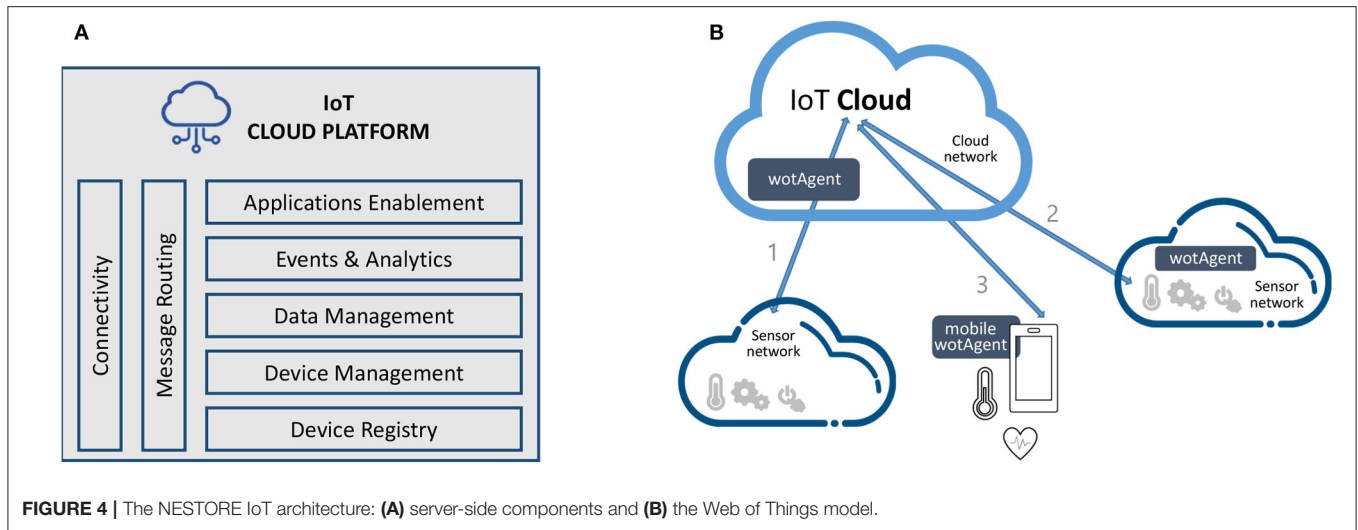 A
IoT
CLOUD PLATFORM
Connectivity
Message Routing
Applications Enablement
Events & Analytics
Data Management
Device Management
Device Registry
B
IoT Cloud
Cloud
network
wotAgent
1
2
3
Sensor
network
mobile
wotAgent
wotAgent
Sensor
network
FIGURE 4 | The NESTORE IoT architecture: (A) server-side components and (B) the Web of Things model.